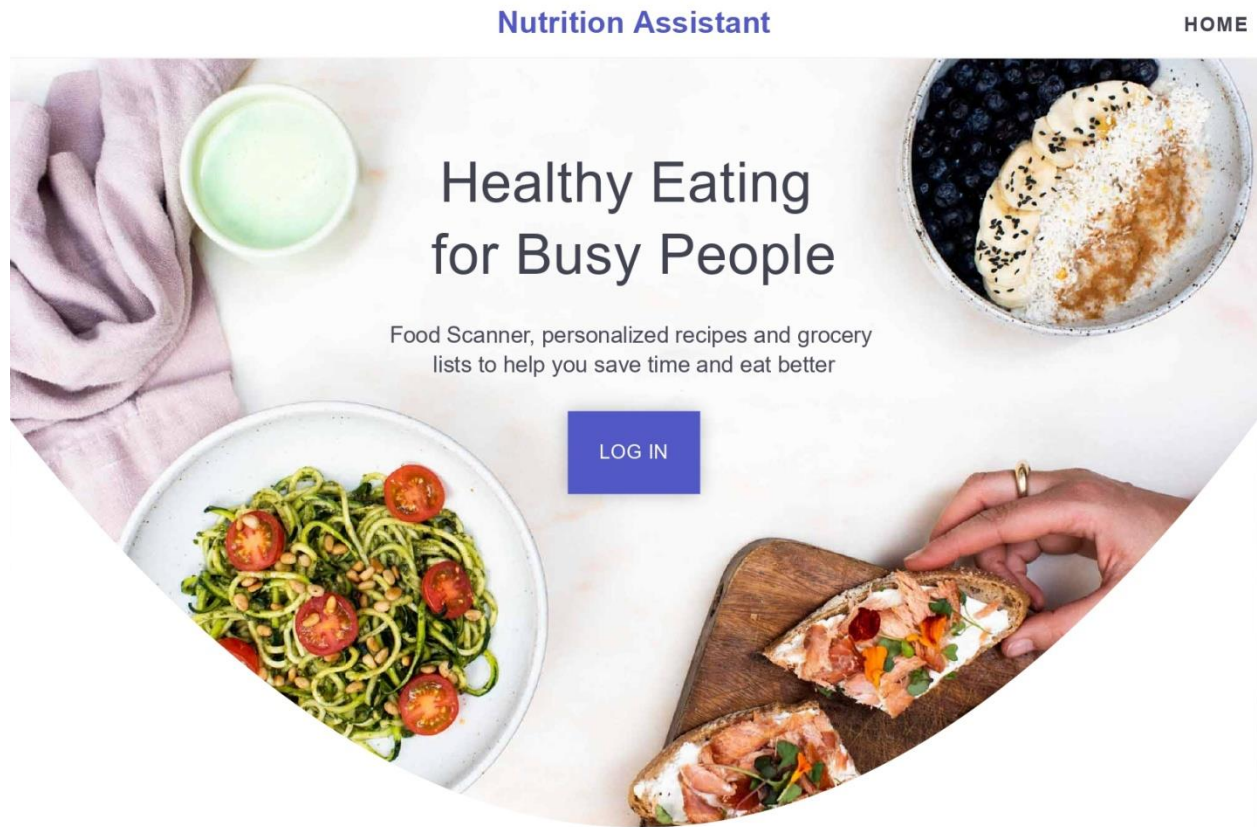 Nutrition Assistant
HOME
Healthy Eating
for Busy People
Food Scanner, personalized recipes and grocery
lists to help you save time and eat better
LOG IN